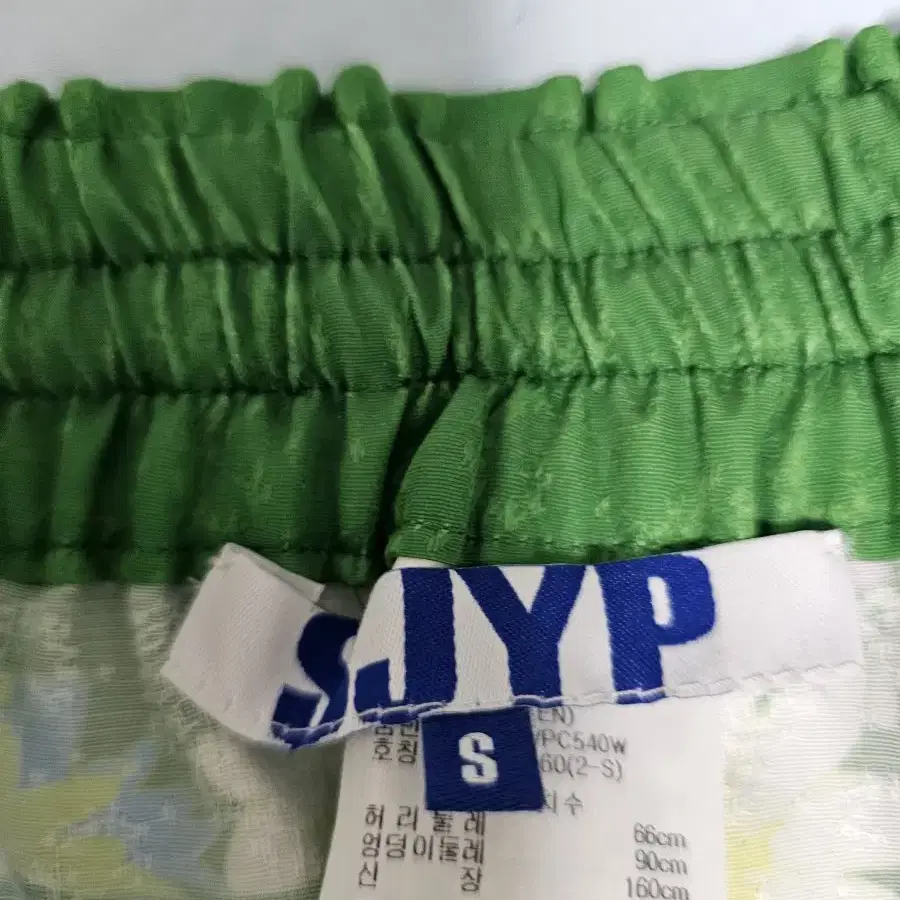 SJYP
S
(EN)
PC540W
호칭
60(2-S)
치수
허리둘레 66cm
엉덩이둘레 90cm
신장 160cm